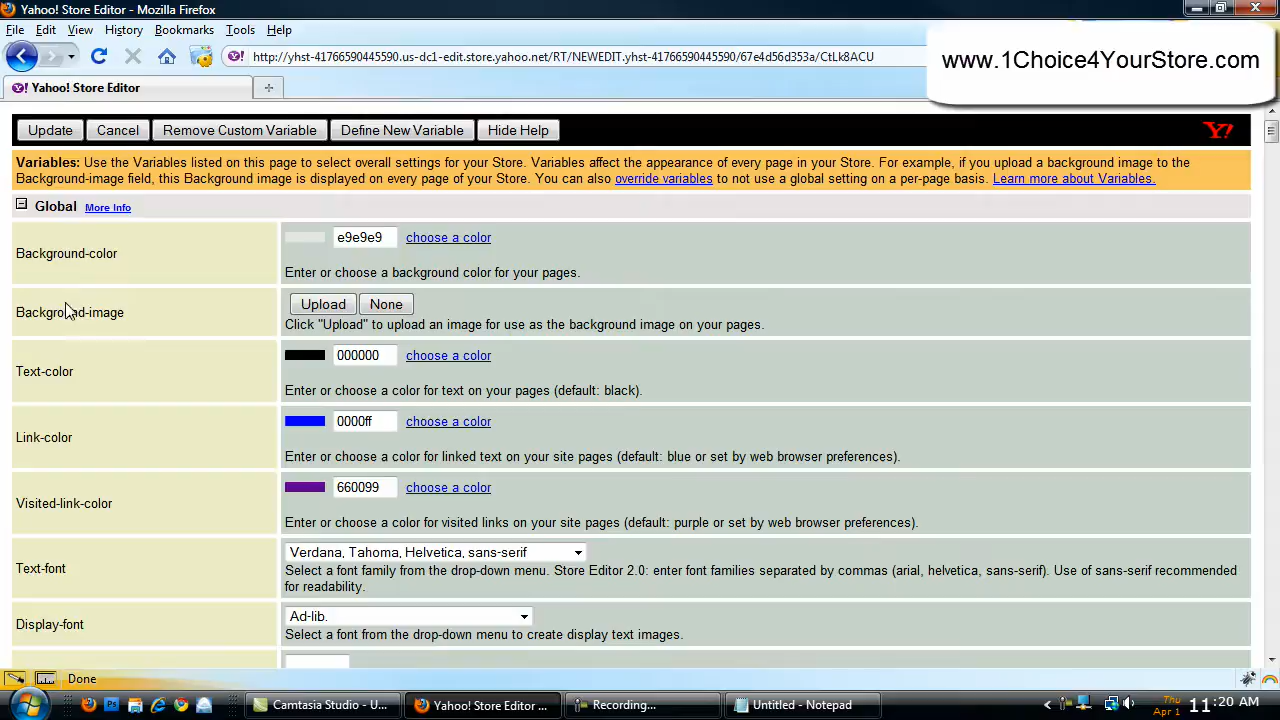 Yahoo! Store Editor - Mozilla Firefox
File Edit View History Bookmarks Tools Help
http://yhst-41766590445590.us-dc1-edit.store.yahoo.net/RT/NEWEDIT.yhst-41766590445590/67e4d56d353a/CtLk8ACU
www.1Choice4YourStore.com
Y! Yahoo! Store Editor
Update Cancel Remove Custom Variable Define New Variable Hide Help Y!
Variables: Use the Variables listed on this page to select overall settings for your Store. Variables affect the appearance of every page in your Store. For example, if you upload a background image to the
Background-image field, this Background image is displayed on every page of your Store. You can also override variables to not use a global setting on a per-page basis. Learn more about Variables.
Global More Info
Background-color
e9e9e9 choose a color
Enter or choose a background color for your pages.
Background-image
Upload None
Click "Upload" to upload an image for use as the background image on your pages.
Text-color
000000 choose a color
Enter or choose a color for text on your pages (default: black).
Link-color
0000ff choose a color
Enter or choose a color for linked text on your site pages (default: blue or set by web browser preferences).
Visited-link-color
660099 choose a color
Enter or choose a color for visited links on your site pages (default: purple or set by web browser preferences).
Text-font
Verdana, Tahoma, Helvetica, sans-serif
Select a font family from the drop-down menu. Store Editor 2.0: enter font families separated by commas (arial, helvetica, sans-serif). Use of sans-serif recommended
for readability.
Display-font
Ad-lib.
Select a font from the drop-down menu to create display text images.
Done
Camtasia Studio - U... Yahoo! Store Editor ... Recording... Untitled - Notepad
Thu
Apr 1
11:20 AM